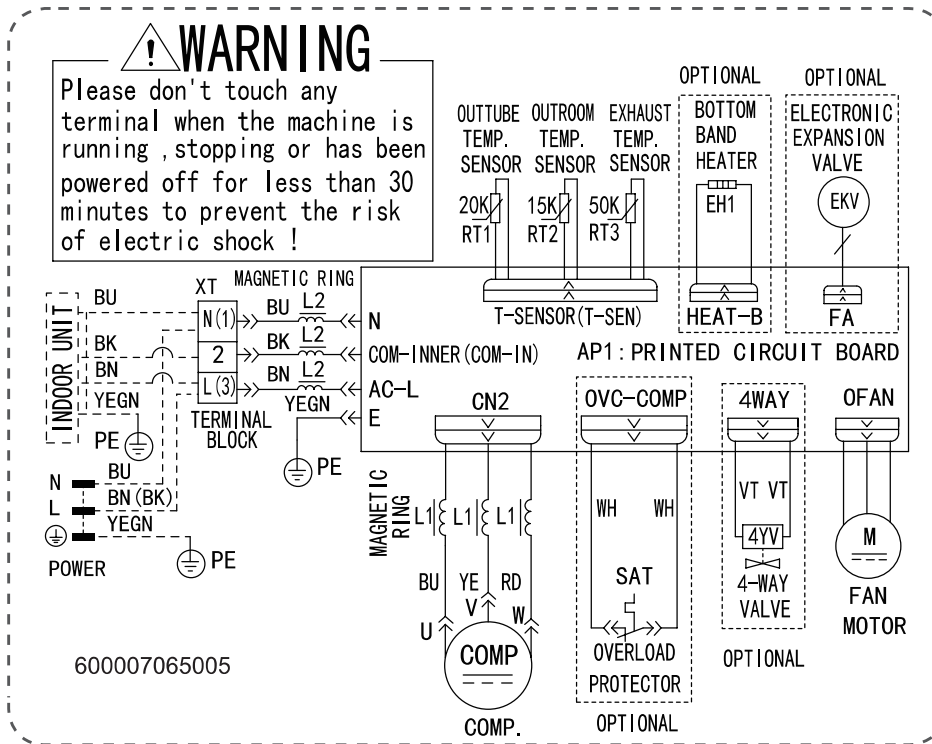 WARNING
Please don't touch any
terminal when the machine is
running ,stopping or has been
powered off for less than 30
minutes to prevent the risk
of electric shock !
OPTIONAL
OPTIONAL
OUTTUBE
TEMP.
SENSOR
OUTROOM
TEMP.
SENSOR
EXHAUST
TEMP.
SENSOR
BOTTOM
BAND
HEATER
ELECTRONIC
EXPANSION
VALVE
20K
RT1
15K
RT2
50K
RT3
EH1
EKV
T-SENSOR(T-SEN)
HEAT-B
FA
XT
MAGNETIC RING
INDOOR UNIT
BU
BK
BN
YEGN
PE
N(1)
2
L(3)
TERMINAL
BLOCK
BU
L2
BK
L2
BN
L2
YEGN
PE
N
COM-INNER(COM-IN)
AC-L
E
AP1:PRINTED CIRCUIT BOARD
CN2
OVC-COMP
4WAY
OFAN
N
L
POWER
BU
BN(BK)
YEGN
PE
MAGNETIC
RING
L1
L1
L1
BU
YE
RD
U
V
W
COMP
COMP.
WH
WH
SAT
OVERLOAD
PROTECTOR
OPTIONAL
VT
VT
4YV
4-WAY
VALVE
OPTIONAL
M
FAN
MOTOR
600007065005